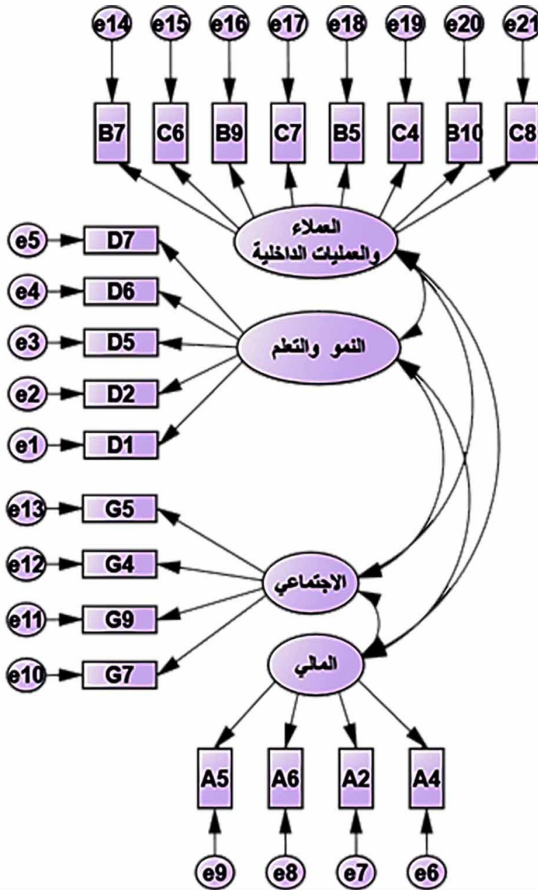 e14 e15 e16 e17 e18 e19 e20 e21
B7 C6 B9 C7 B5 C4 B10 C8
العملاء
والعمليات الداخلية
e5 D7
e4 D6
e3 D5
النمو والتعلم
e2 D2
e1 D1
e13 G5
e12 G4
الاجتماعي
e11 G9
المالي
e10 G7
A5 A6 A2 A4
e9 e8 e7 e6